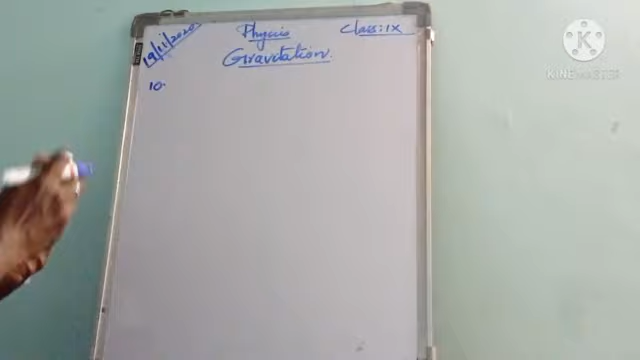 19/11/2020 Physics Class: IX
Gravitation.
10.
KINEMASTER